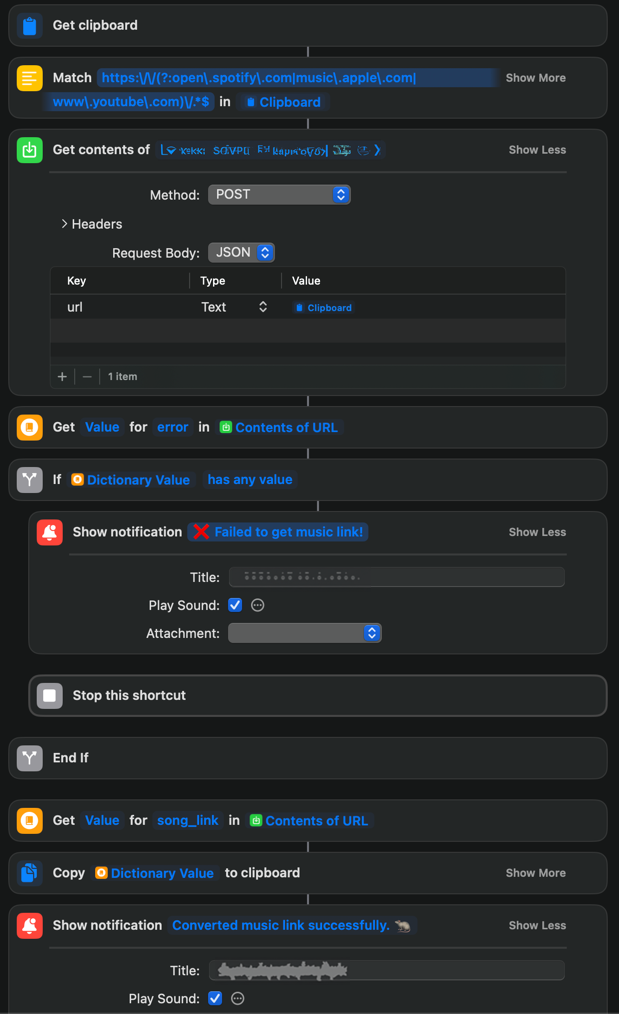 Get clipboard
Match https:\/\/(?:open\.spotify\.com|music\.apple\.com| Show More
www\.youtube\.com)\/.*$ in Clipboard
Get contents of Show Less
Method: POST
Headers
Request Body: JSON
Key Type Value
url Text Clipboard
+ − 1 item
Get Value for error in Contents of URL
If Dictionary Value has any value
Show notification ❌ Failed to get music link! Show Less
Title:
Play Sound:
Attachment:
Stop this shortcut
End If
Get Value for song_link in Contents of URL
Copy Dictionary Value to clipboard Show More
Show notification Converted music link successfully. 🐀 Show Less
Title:
Play Sound: